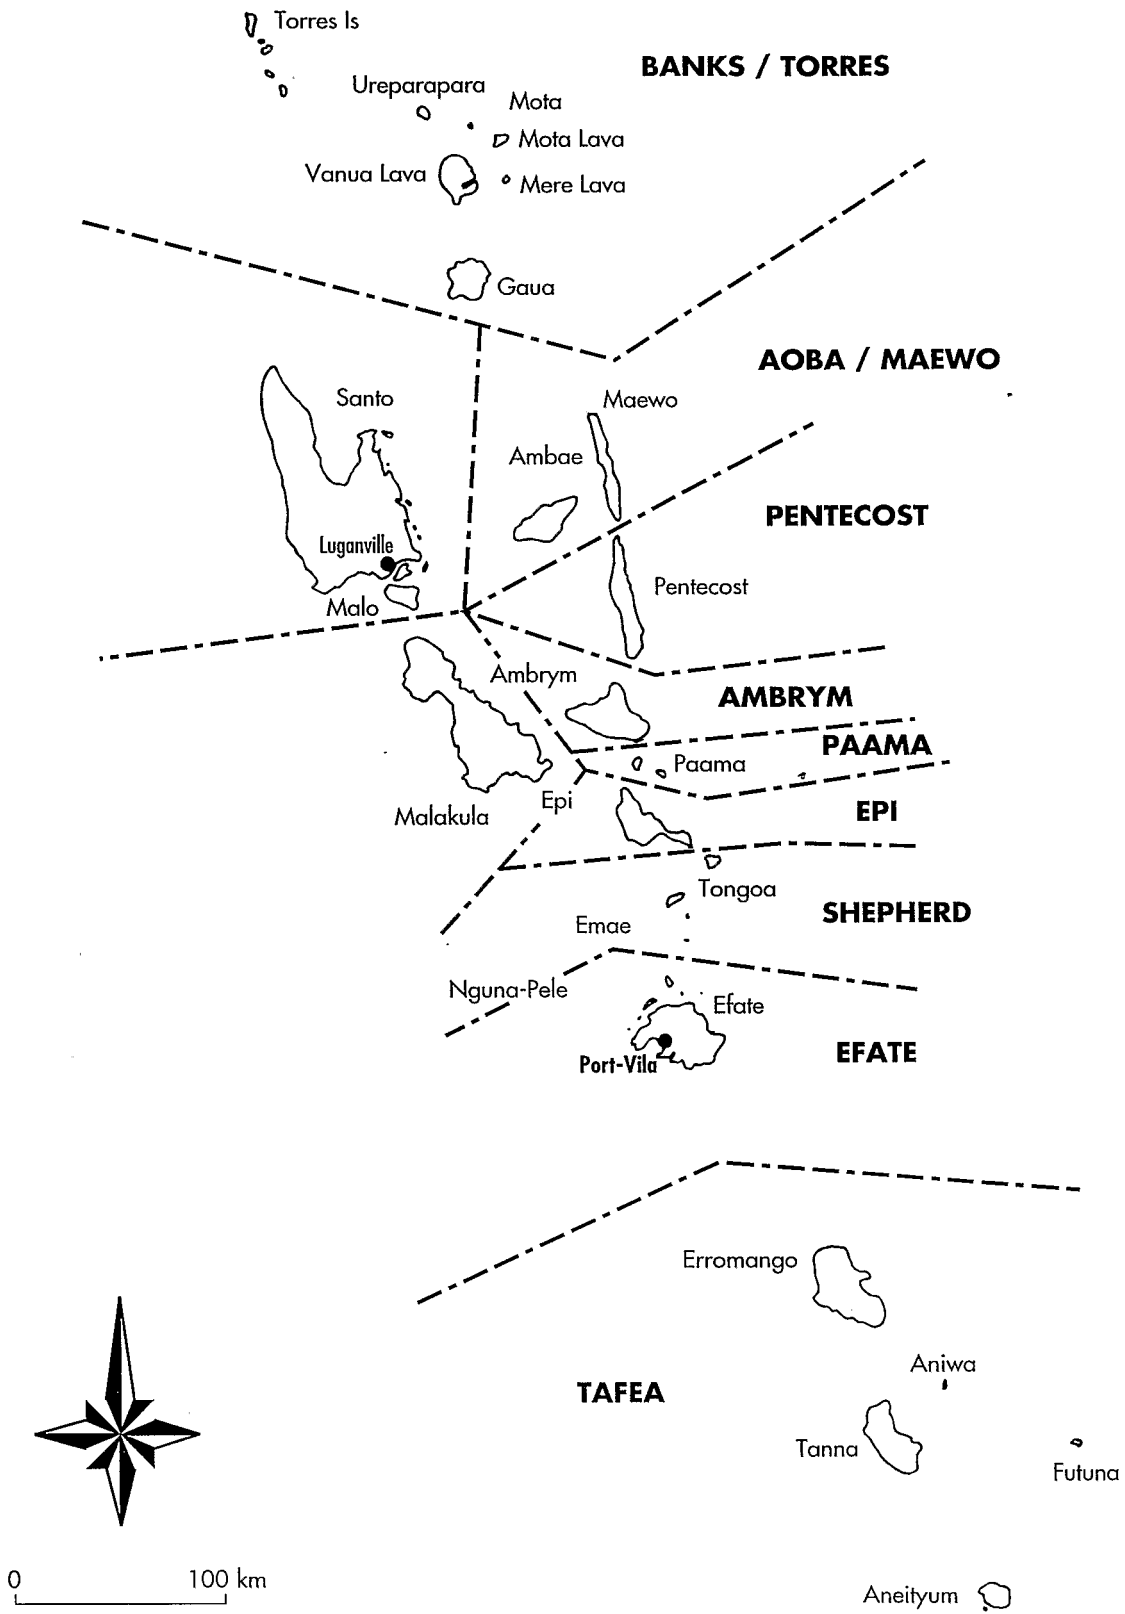 Torres Is
BANKS / TORRES
Ureparapara
Mota
Mota Lava
Vanua Lava
Mere Lava
Gaua
AOBA / MAEWO
Santo
Maewo
Ambae
PENTECOST
Luganville
Pentecost
Malo
Ambrym
AMBRYM
PAAMA
Paama
Epi
EPI
Malakula
Tongoa
SHEPHERD
Emae
Nguna-Pele
Efate
EFATE
Port-Vila
Erromango
Aniwa
TAFEA
Tanna
Futuna
0 100 km
Aneityum